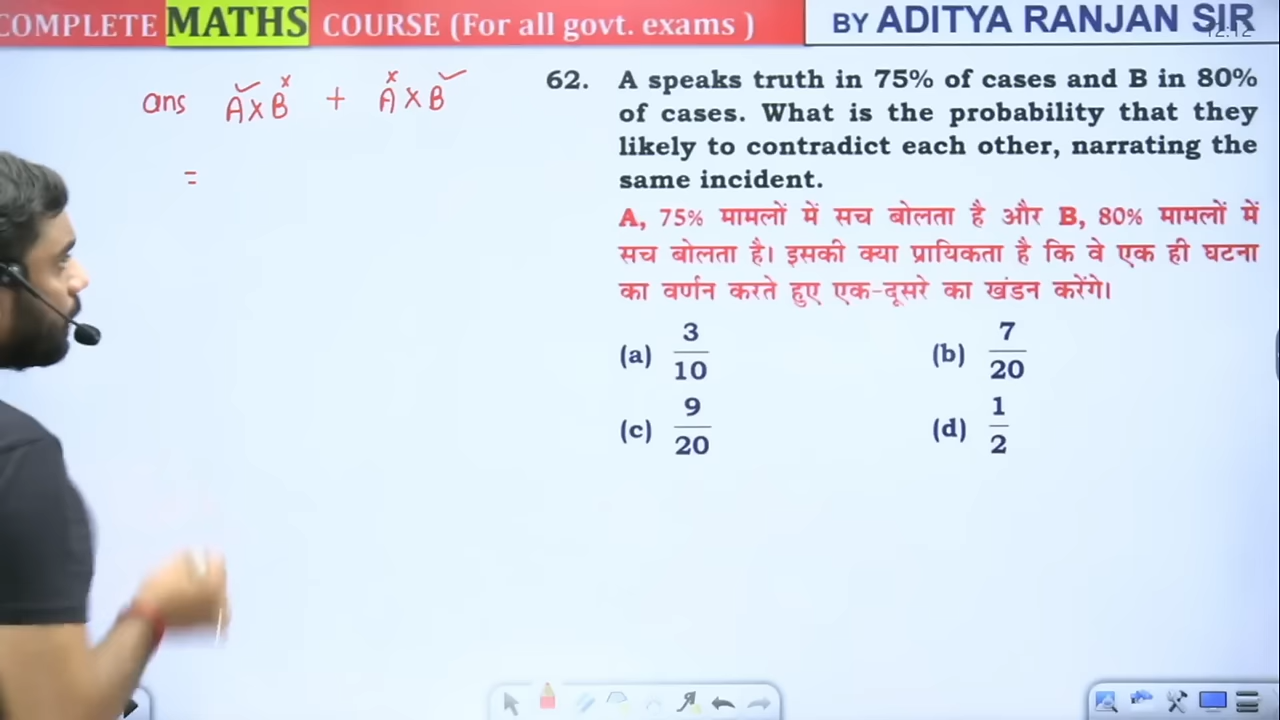 COMPLETE MATHS COURSE (For all govt. exams )
BY ADITYA RANJAN SIR
12:12
ans A✓ × B× + A× × B✓
=
62. A speaks truth in 75% of cases and B in 80%
of cases. What is the probability that they
likely to contradict each other, narrating the
same incident.
A, 75% मामलों में सच बोलता है और B, 80% मामलों में
सच बोलता है। इसकी क्या प्रायिकता है कि वे एक ही घटना
का वर्णन करते हुए एक-दूसरे का खंडन करेंगे।
(a) 3/10 (b) 7/20
(c) 9/20 (d) 1/2